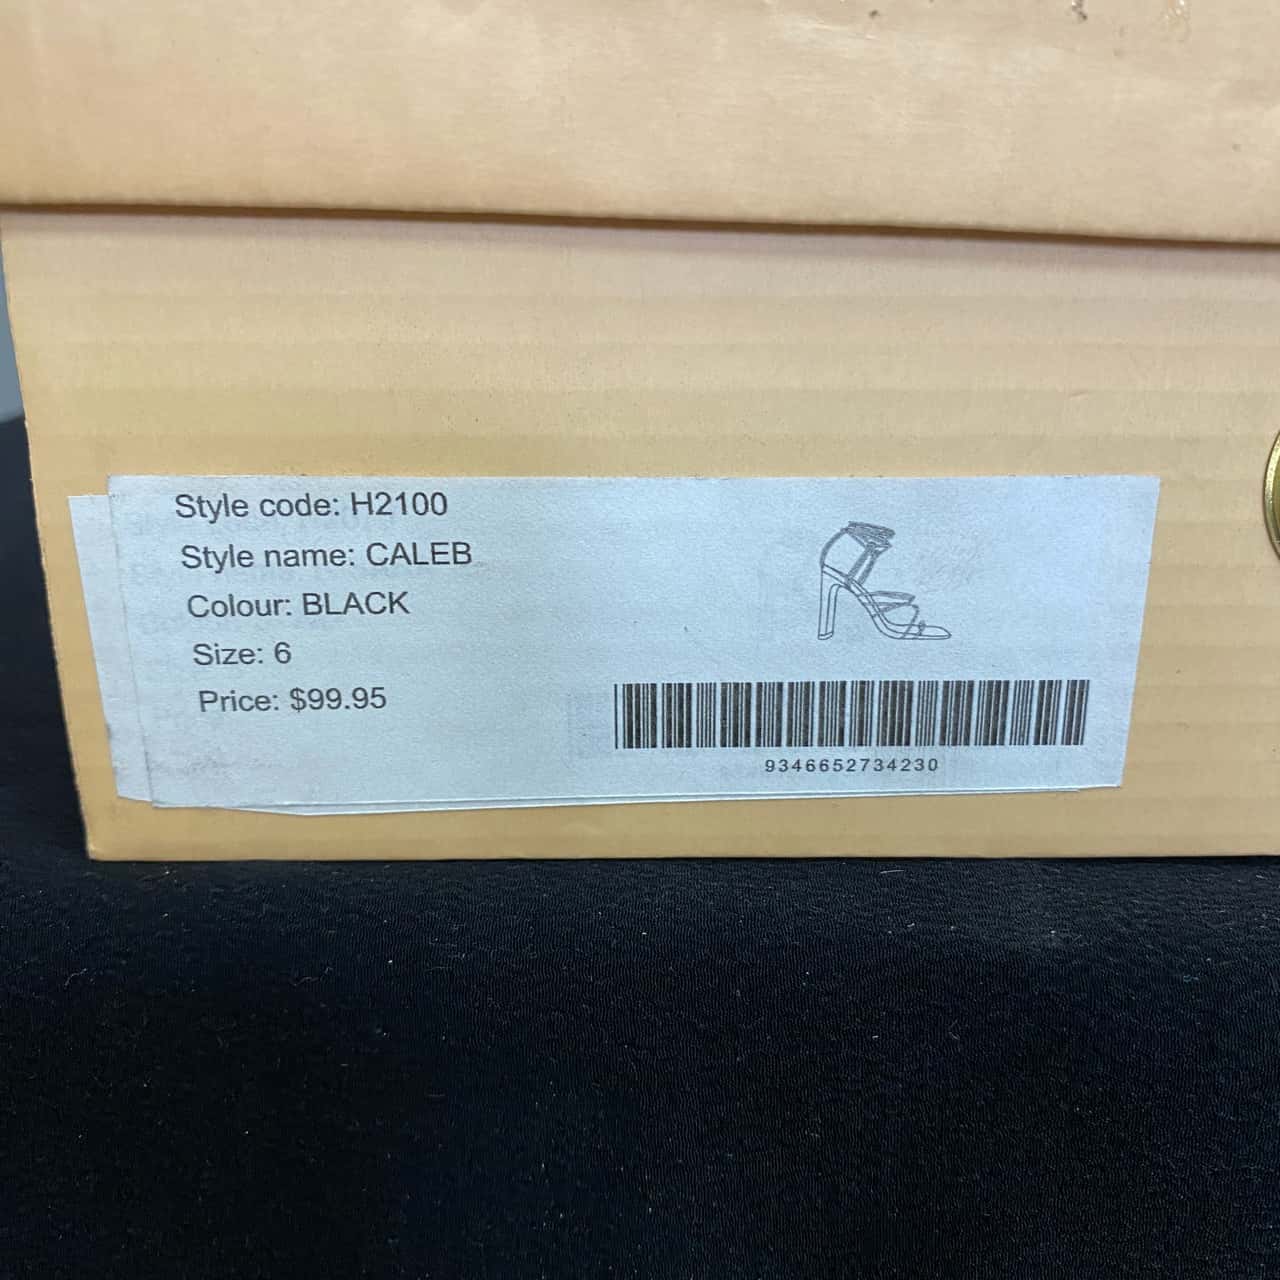 Style code: H2100
Style name: CALEB
Colour: BLACK
Size: 6
Price: $99.95
9346652734230